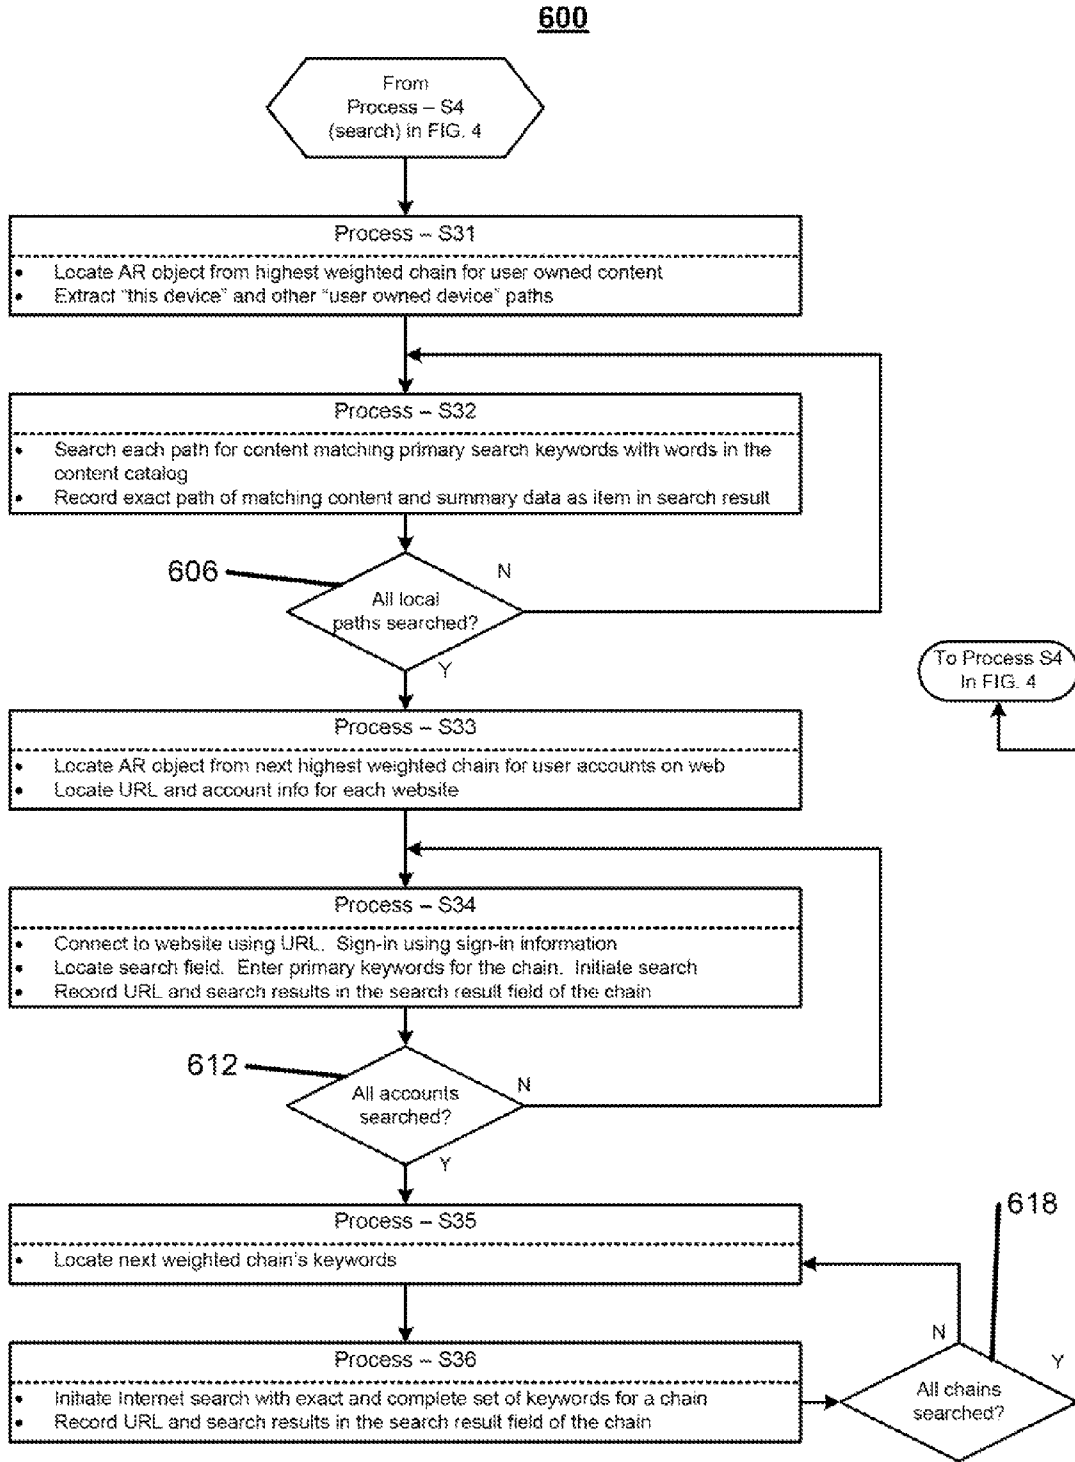 600
From
Process – S4
(search) in FIG. 4
Process – S31
• Locate AR object from highest weighted chain for user owned content
• Extract "this device" and other "user owned device" paths
Process – S32
• Search each path for content matching primary search keywords with words in the
content catalog
• Record exact path of matching content and summary data as item in search result
606
N
All local
paths searched?
Y
To Process S4
In FIG. 4
Process – S33
• Locate AR object from next highest weighted chain for user accounts on web
• Locate URL and account info for each website
Process – S34
• Connect to website using URL. Sign-in using sign-in information
• Locate search field. Enter primary keywords for the chain. Initiate search
• Record URL and search results in the search result field of the chain
612
N
All accounts
searched?
Y
Process – S35
• Locate next weighted chain's keywords
618
N
Y
Process – S36
• Initiate Internet search with exact and complete set of keywords for a chain
• Record URL and search results in the search result field of the chain
All chains
searched?